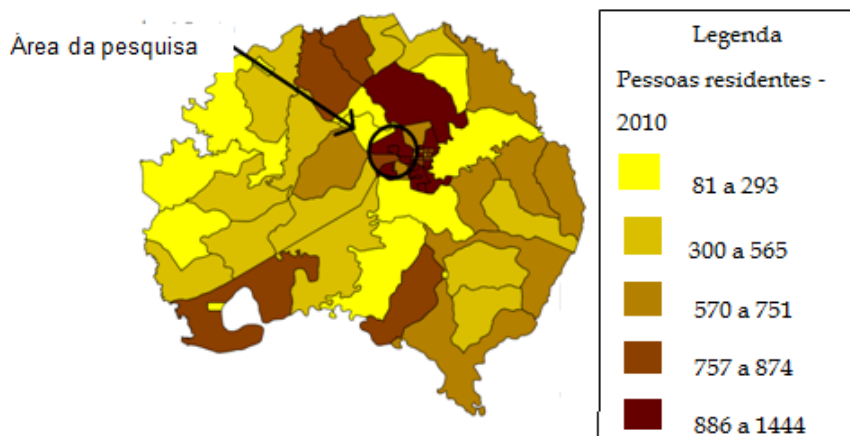 Área da pesquisa
Legenda
Pessoas residentes -
2010
81 a 293
300 a 565
570 a 751
757 a 874
886 a 1444